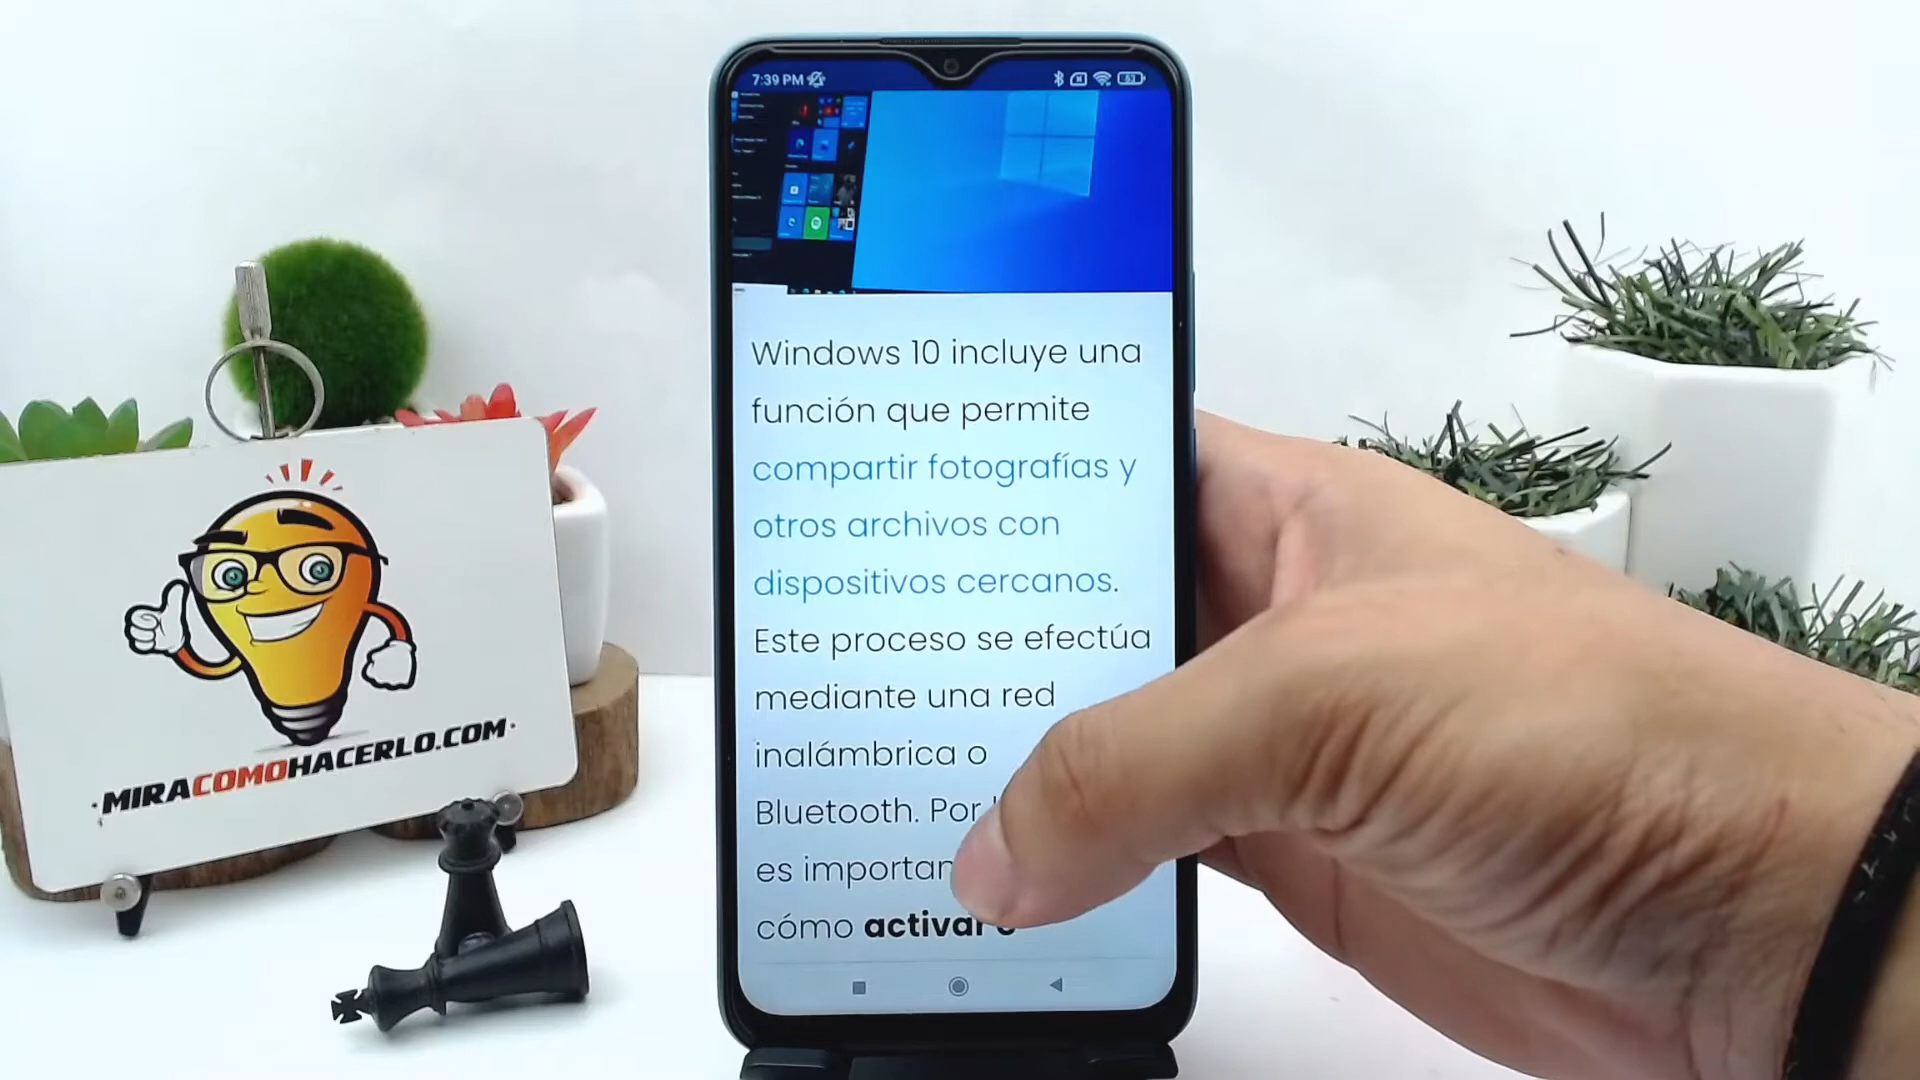 7:39 PM
63
Windows 10 incluye una
función que permite
compartir fotografías y
otros archivos con
dispositivos cercanos.
Este proceso se efectúa
mediante una red
inalámbrica o
Bluetooth. Por
es
cómo activar
·MIRACOMOHACERLO.COM·